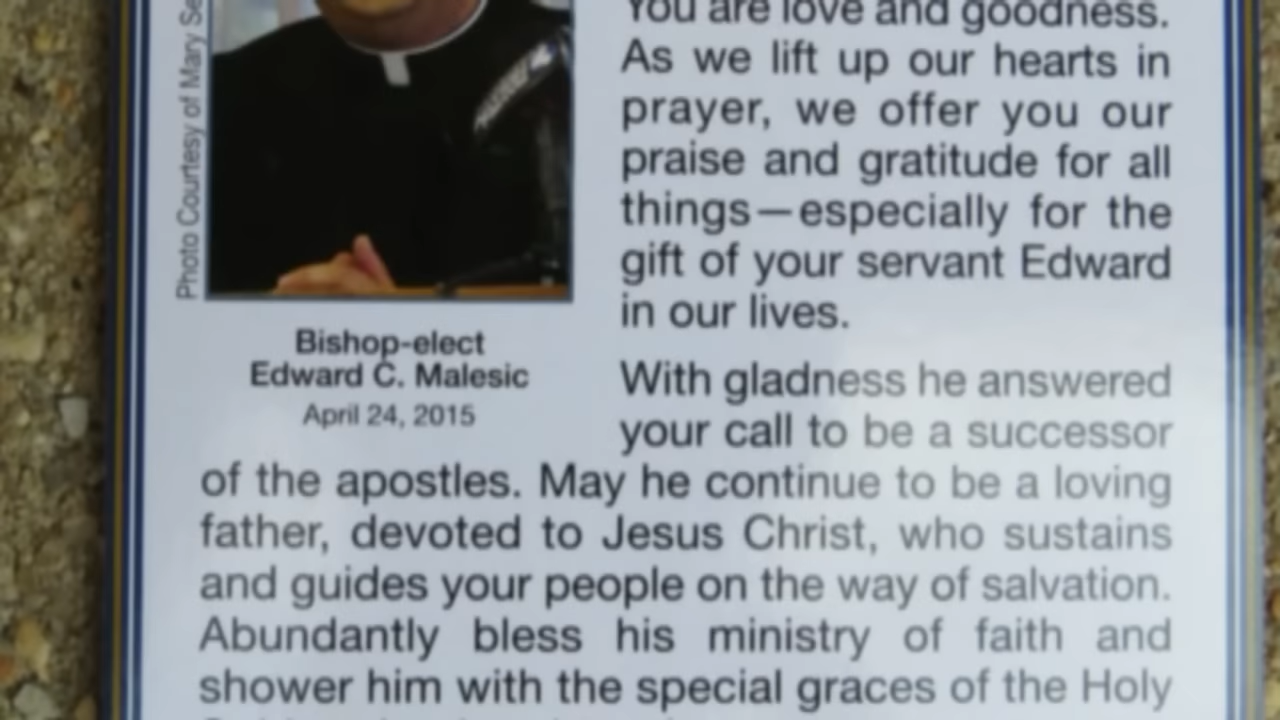 Photo Courtesy of Mary Se
You are love and goodness.
As we lift up our hearts in
prayer, we offer you our
praise and gratitude for all
things—especially for the
gift of your servant Edward
in our lives.
Bishop-elect
Edward C. Malesic
April 24, 2015
With gladness he answered
your call to be a successor
of the apostles. May he continue to be a loving
father, devoted to Jesus Christ, who sustains
and guides your people on the way of salvation.
Abundantly bless his ministry of faith and
shower him with the special graces of the Holy